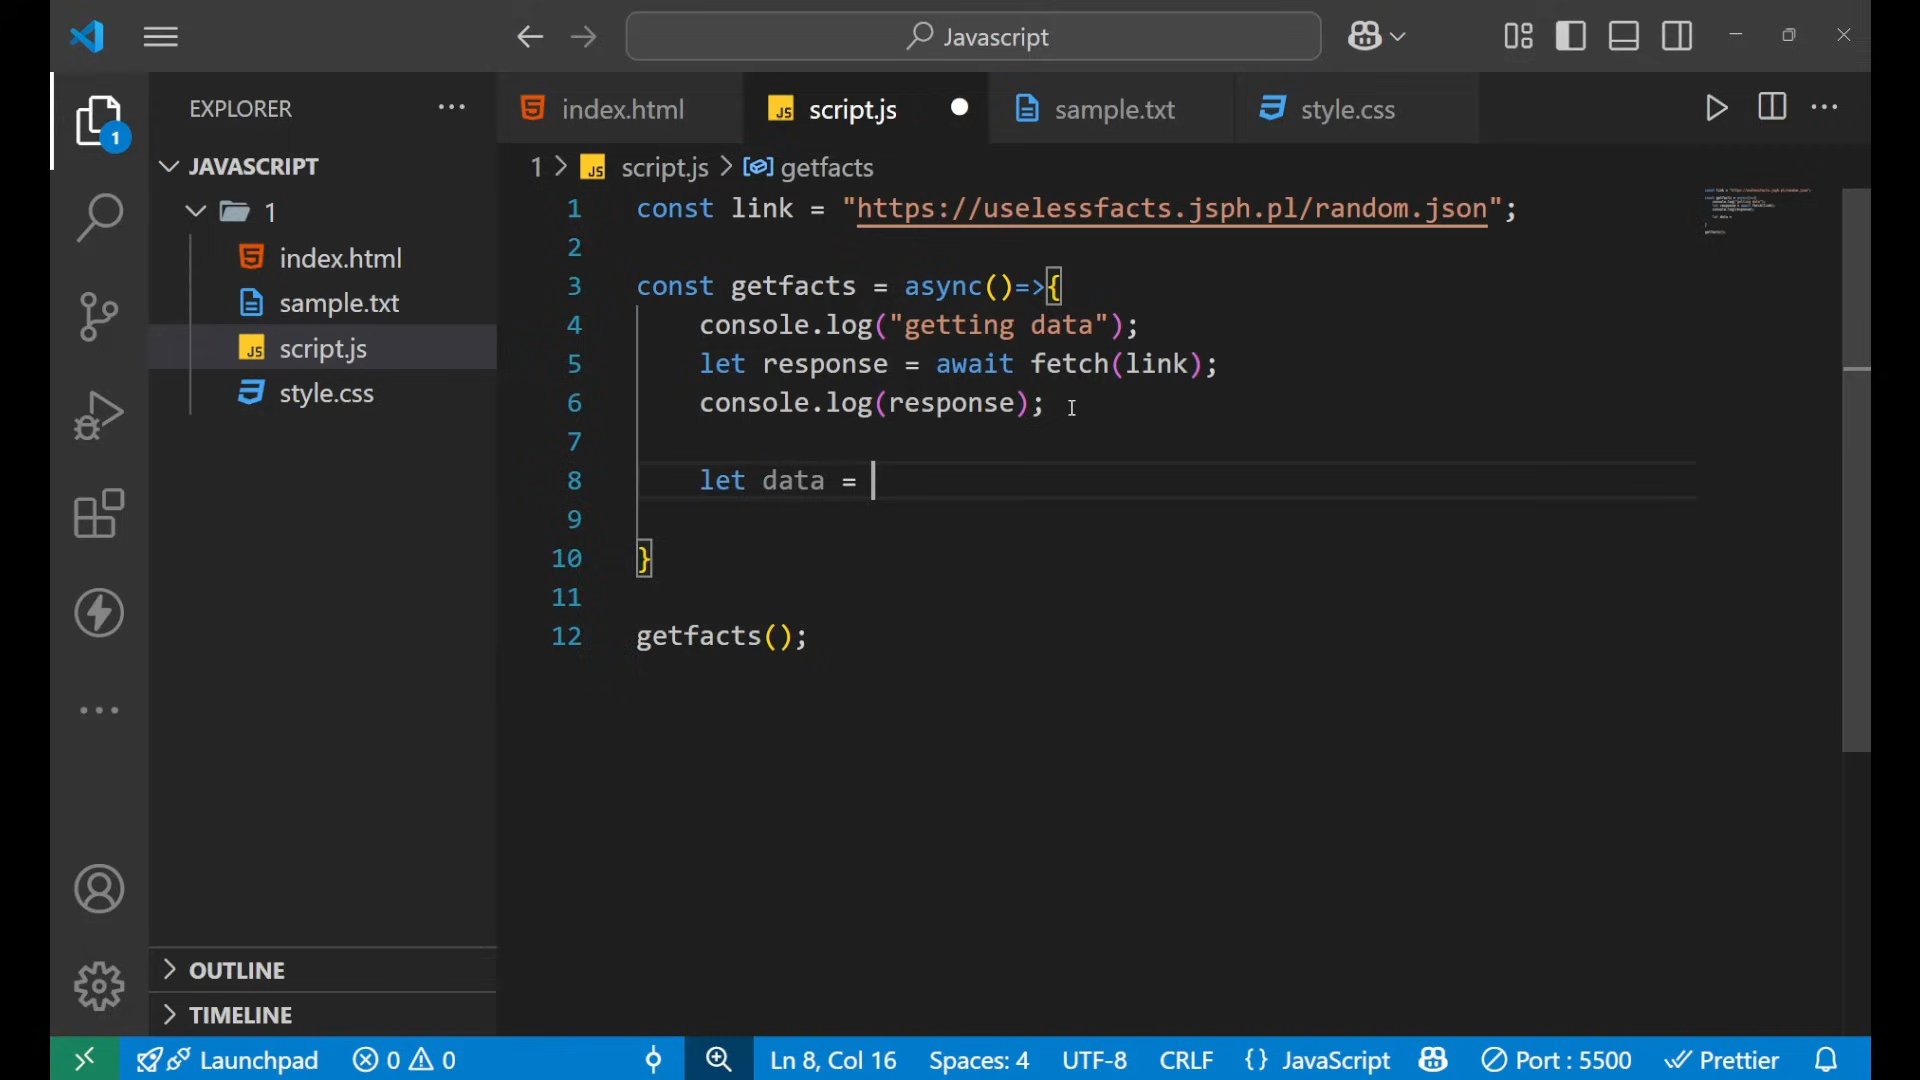 Javascript
EXPLORER
index.html
script.js
sample.txt
style.css
1
JAVASCRIPT
1 > script.js > getfacts
1
index.html
sample.txt
script.js
style.css
1 const link = "https://uselessfacts.jsph.pl/random.json";
2
3 const getfacts = async()=>{
4 console.log("getting data");
5 let response = await fetch(link);
6 console.log(response);
7
8 let data =
9
10 }
11
12 getfacts();
OUTLINE
TIMELINE
Launchpad 0 0 Ln 8, Col 16 Spaces: 4 UTF-8 CRLF {} JavaScript Port : 5500 Prettier